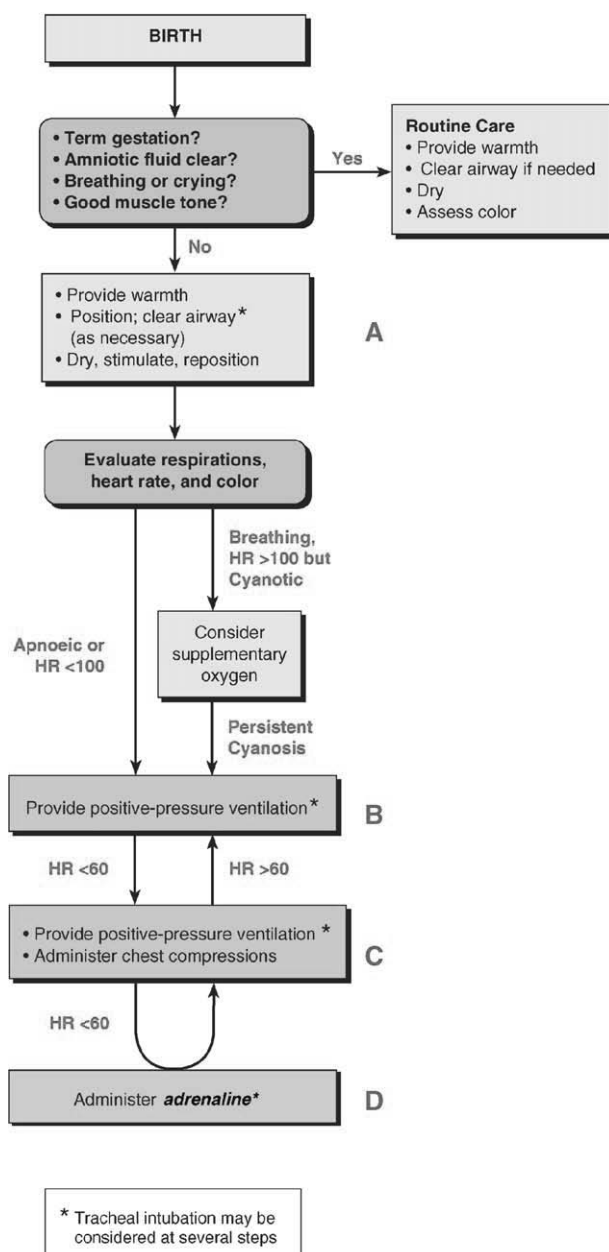 BIRTH
• Term gestation?
• Amniotic fluid clear?
• Breathing or crying?
• Good muscle tone?
Yes
Routine Care
• Provide warmth
• Clear airway if needed
• Dry
• Assess color
No
• Provide warmth
• Position; clear airway*
(as necessary)
• Dry, stimulate, reposition
A
Evaluate respirations,
heart rate, and color
Breathing,
HR >100 but
Cyanotic
Apnoeic or
HR <100
Consider
supplementary
oxygen
Persistent
Cyanosis
Provide positive-pressure ventilation*
B
HR <60
HR >60
• Provide positive-pressure ventilation *
• Administer chest compressions
C
HR <60
Administer adrenaline*
D
* Tracheal intubation may be
considered at several steps